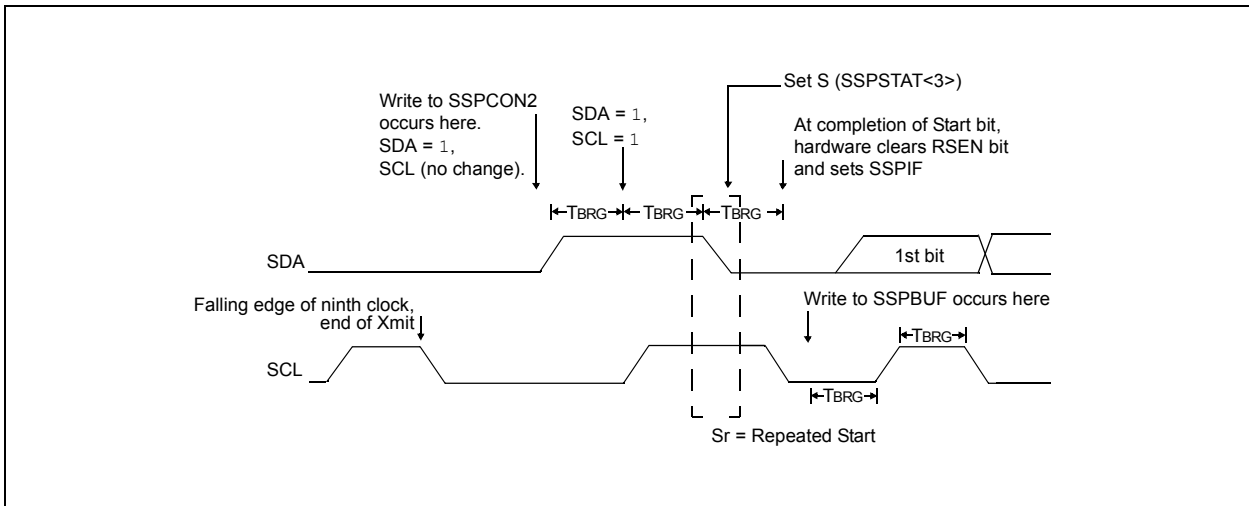 Set S (SSPSTAT<3>)
Write to SSPCON2
occurs here.
SDA = 1,
SCL (no change).
SDA = 1,
SCL = 1
At completion of Start bit,
hardware clears RSEN bit
and sets SSPIF
TBRG
TBRG
TBRG
SDA
1st bit
Falling edge of ninth clock,
end of Xmit
Write to SSPBUF occurs here
TBRG
SCL
TBRG
Sr = Repeated Start